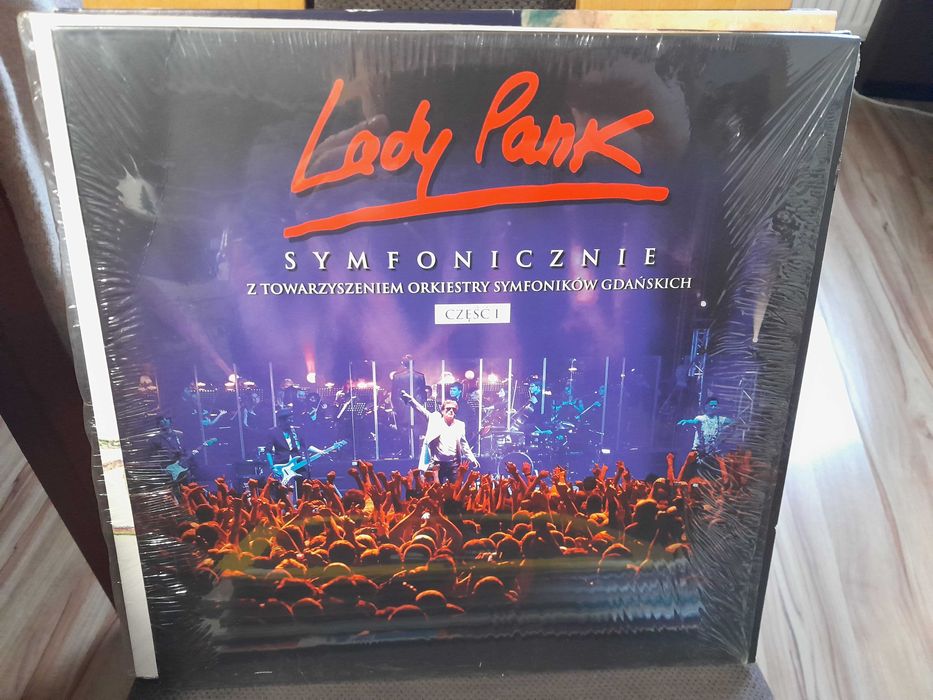 Lady Pank
SYMFONICZNIE
Z TOWARZYSZENIEM ORKIESTRY SYMFONIKÓW GDAŃSKICH
CZĘŚĆ I